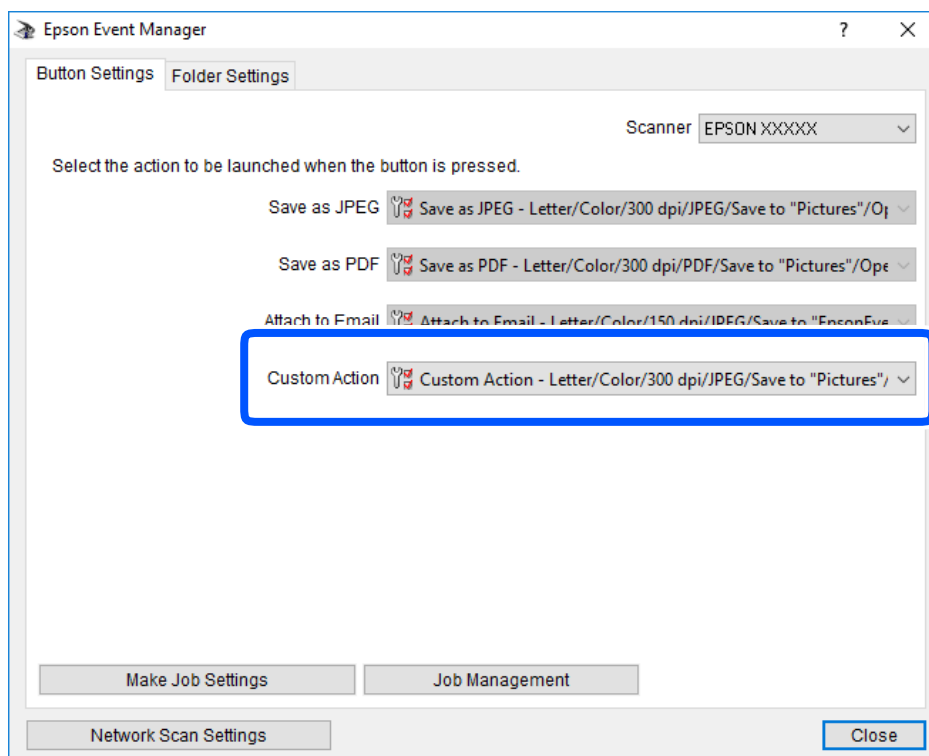 Epson Event Manager
Button Settings
Folder Settings
Scanner EPSON XXXXX
Select the action to be launched when the button is pressed.
Save as JPEG Save as JPEG - Letter/Color/300 dpi/JPEG/Save to "Pictures"/Op
Save as PDF Save as PDF - Letter/Color/300 dpi/PDF/Save to "Pictures"/Ope
Attach to Email Attach to Email - Letter/Color/150 dpi/JPEG/Save to "EpsonEve
Custom Action Custom Action - Letter/Color/300 dpi/JPEG/Save to "Pictures"/
Make Job Settings
Job Management
Network Scan Settings
Close